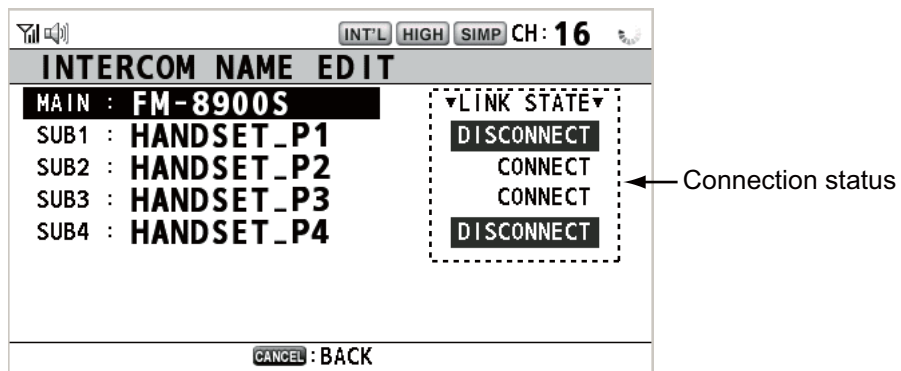 INT'L HIGH SIMP CH: 16
INTERCOM NAME EDIT
MAIN : FM-8900S ▼LINK STATE▼
SUB1 : HANDSET_P1 DISCONNECT
SUB2 : HANDSET_P2 CONNECT
SUB3 : HANDSET_P3 CONNECT
SUB4 : HANDSET_P4 DISCONNECT
Connection status
CANCEL : BACK